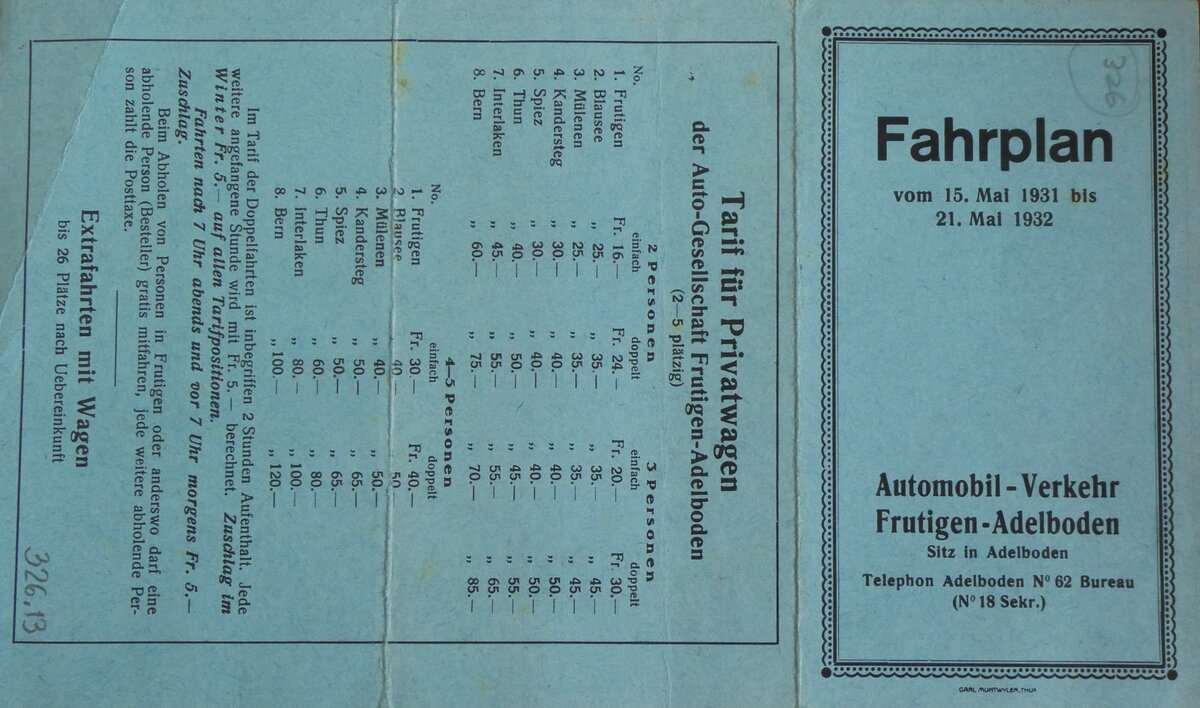 326
Fahrplan
vom 15. Mai 1931 bis
21. Mai 1932
Automobil-Verkehr
Frutigen-Adelboden
Sitz in Adelboden
Telephon Adelboden Nº 62 Bureau
(Nº 18 Sekr.)
CARL MUNTWYLER, THUN
Tarif für Privatwagen
der Auto-Gesellschaft Frutigen-Adelboden
(2—5 plätzig)
2 Personen 3 Personen
No. einfach doppelt einfach doppelt
1. Frutigen Fr. 16.— Fr. 24.— Fr. 20.— Fr. 30.—
2. Blausee „ 25.— „ 35.— „ 35.— „ 45.—
3. Mülenen „ 25.— „ 35.— „ 35.— „ 45.—
4. Kandersteg „ 30.— „ 40.— „ 40.— „ 50.—
5. Spiez „ 30.— „ 40.— „ 40.— „ 50.—
6. Thun „ 40.— „ 50.— „ 45.— „ 55.—
7. Interlaken „ 45.— „ 55.— „ 55.— „ 65.—
8. Bern „ 60.— „ 75.— „ 70.— „ 85.—
4—5 Personen
No. einfach doppelt
1. Frutigen Fr. 30.— Fr. 40.—
2 Blausee 40 50
3. Mülenen „ 40.— „ 50.—
4. Kandersteg „ 50.— „ 65.—
5. Spiez „ 50.— „ 65.—
6. Thun „ 60.— „ 80.—
7. Interlaken „ 80.— „ 100.—
8. Bern „ 100.— „ 120.—
Im Tarif der Doppelfahrten ist inbegriffen 2 Stunden Aufenthalt. Jede
weitere angefangene Stunde wird mit Fr. 5.— berechnet. Zuschlag im
Winter Fr. 5.— auf allen Tarifpositionen.
Fahrten nach 7 Uhr abends und vor 7 Uhr morgens Fr. 5.—
Zuschlag.
Beim Abholen von Personen in Frutigen oder anderswo darf eine
abholende Person (Besteller) gratis mitfahren, jede weitere abholende Per-
son zahlt die Posttaxe.
Extrafahrten mit Wagen
bis 26 Plätze nach Uebereinkunft
326.13